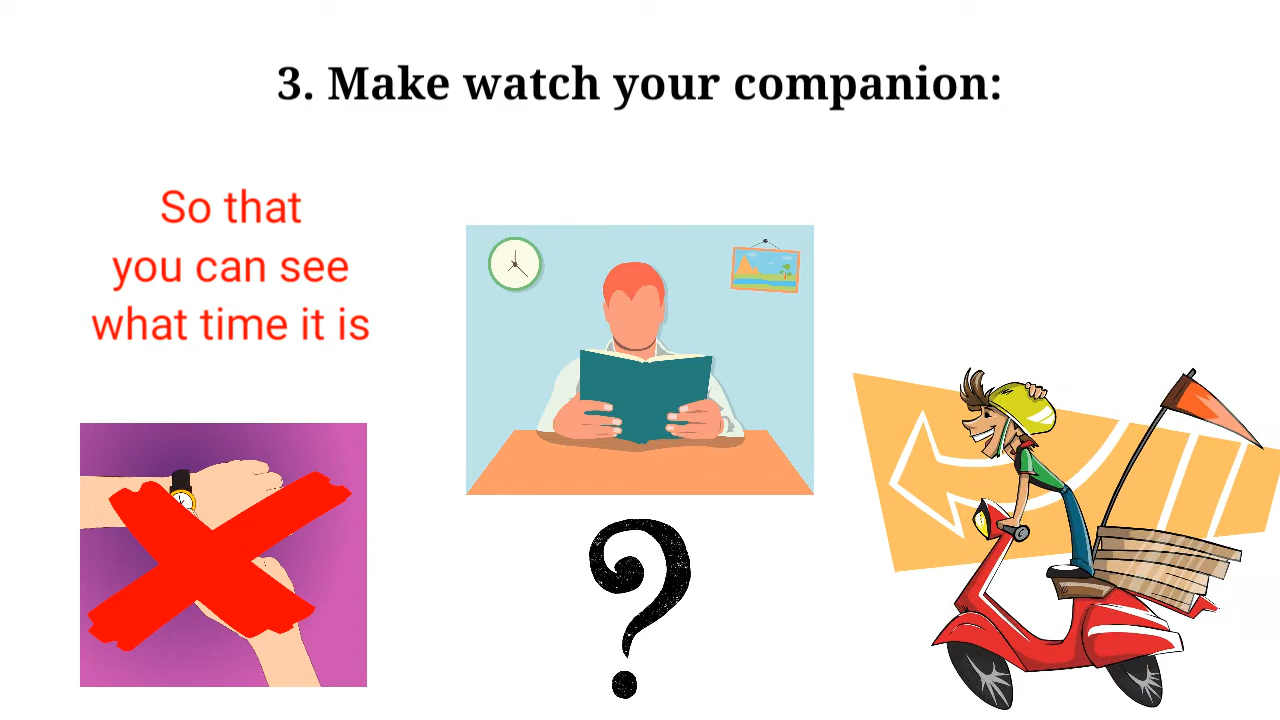 3. Make watch your companion:
So that
you can see
what time it is
?